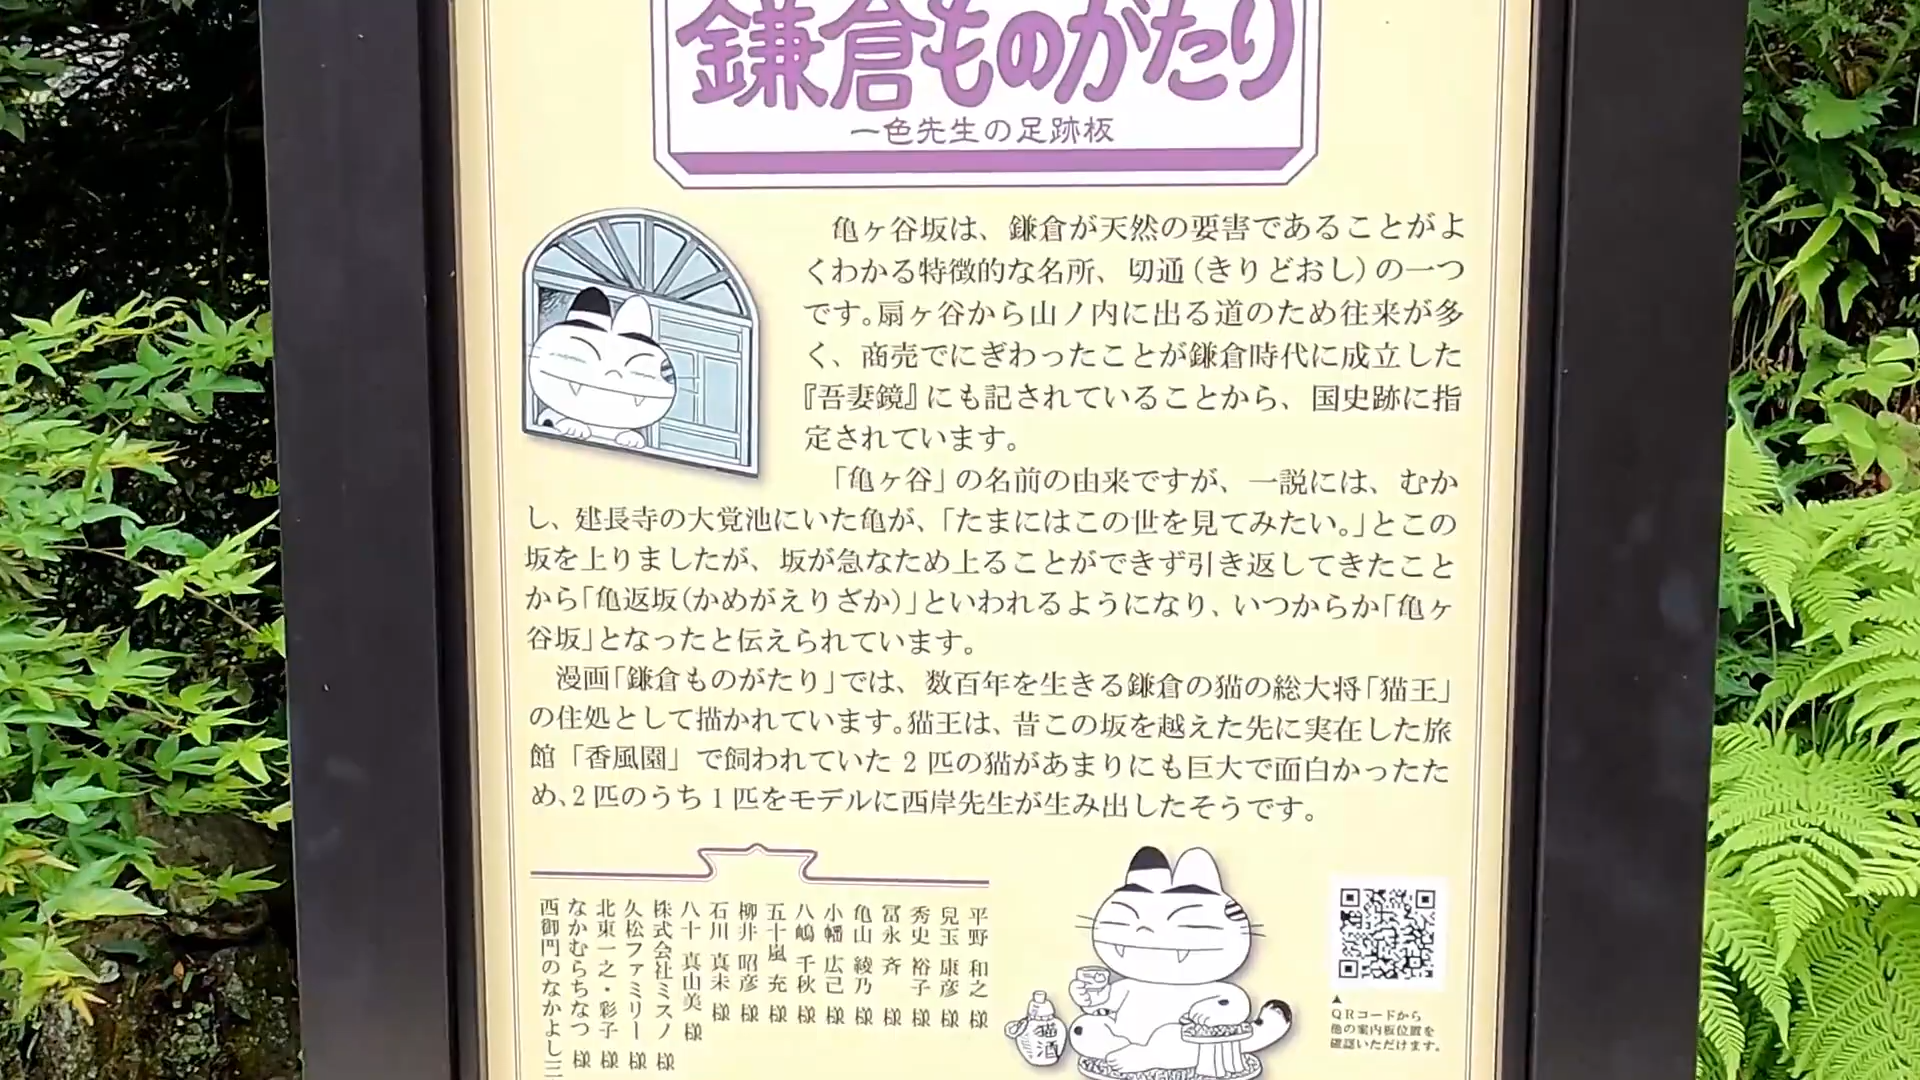 鎌倉ものがたり
一色先生の足跡板
亀ヶ谷坂は、鎌倉が天然の要害であることがよ
くわかる特徴的な名所、切通（きりどおし）の一つ
です。扇ヶ谷から山ノ内に出る道のため往来が多
く、商売でにぎわったことが鎌倉時代に成立した
『吾妻鏡』にも記されていることから、国史跡に指
定されています。
「亀ヶ谷」の名前の由来ですが、一説には、むか
し、建長寺の大覚池にいた亀が、「たまにはこの世を見てみたい。」とこの
坂を上りましたが、坂が急なため上ることができず引き返してきたこと
から「亀返坂（かめがえりざか）」といわれるようになり、いつからか「亀ヶ
谷坂」となったと伝えられています。
漫画「鎌倉ものがたり」では、数百年を生きる鎌倉の猫の総大将「猫王」
の住処として描かれています。猫王は、昔この坂を越えた先に実在した旅
館「香風園」で飼われていた2匹の猫があまりにも巨大で面白かったた
め、2匹のうち1匹をモデルに西岸先生が生み出したそうです。
平野 和之 様
児玉 康彦 様
秀史 裕子 様
冨永 斉 様
亀山 綾乃 様
小幡 広己 様
八嶋 千秋 様
五十嵐 充 様
柳井 昭彦 様
石川 真未 様
八十 真山美 様
株式会社ミスノ 様
久松ファミリー 様
北東一之・彩子 様
なかむらちなつ 様
西御門のなかよし三
猫酒
▲
QRコードから
他の案内板位置を
確認いただけます。